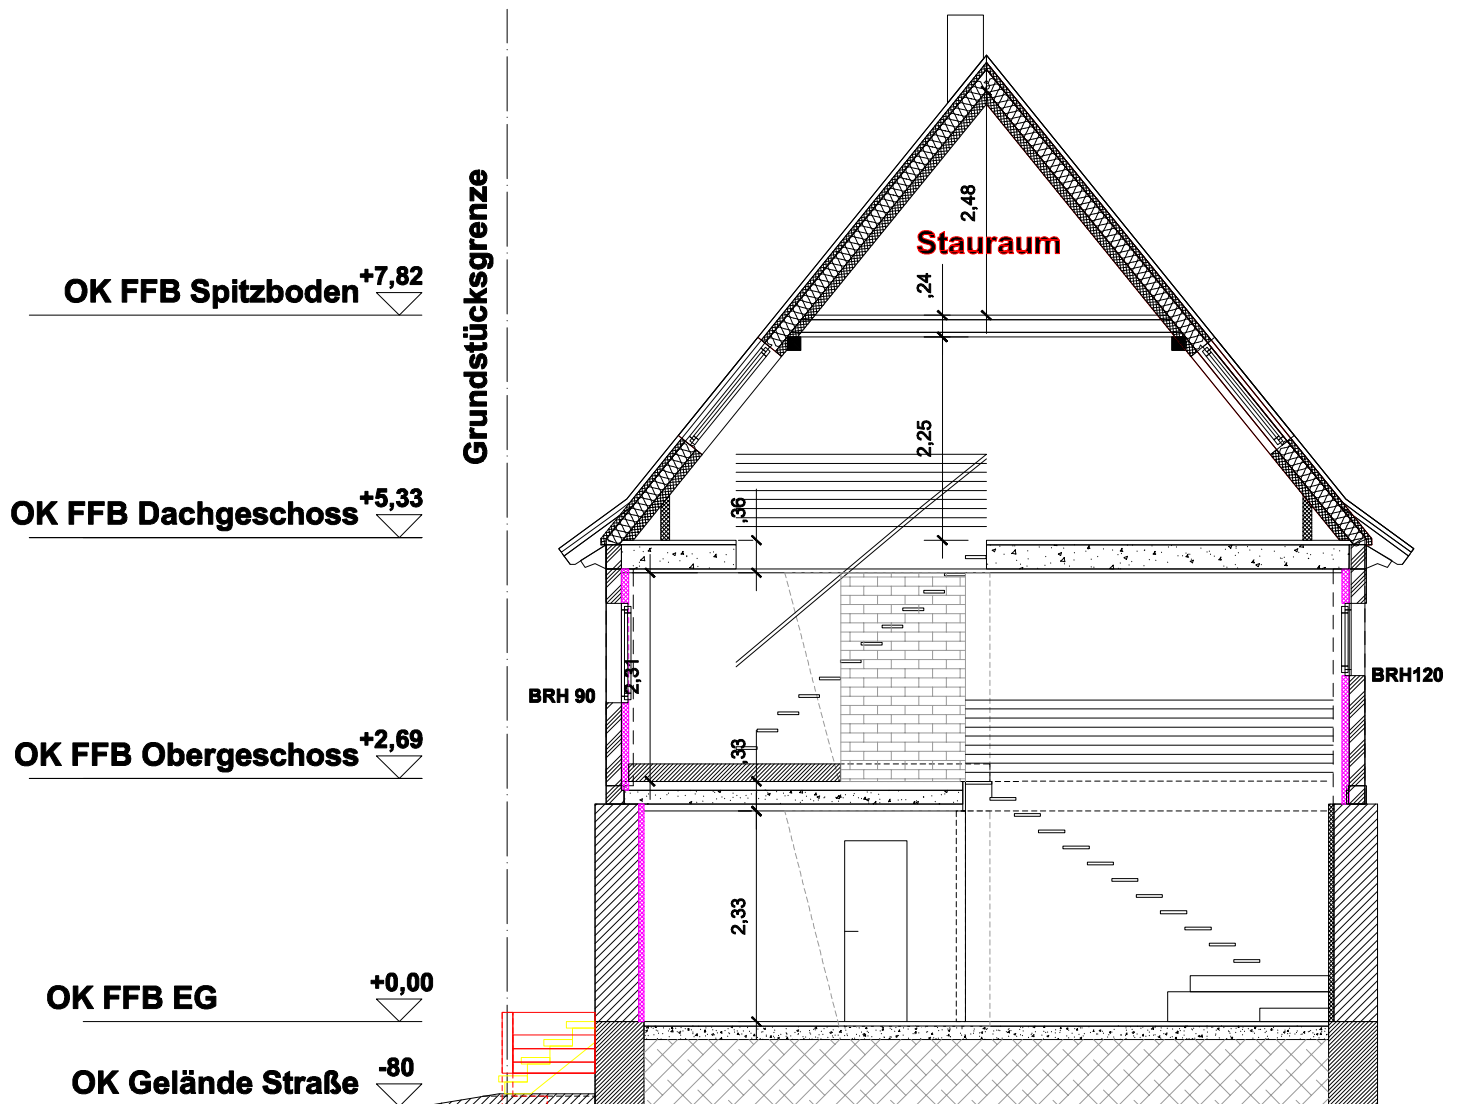 Grundstücksgrenze
2,48
Stauraum
,24
OK FFB Spitzboden
+7,82
2,25
OK FFB Dachgeschoss
+5,33
,36
2,31
BRH 90
BRH120
OK FFB Obergeschoss
+2,69
,33
2,33
OK FFB EG
+0,00
OK Gelände Straße
-80